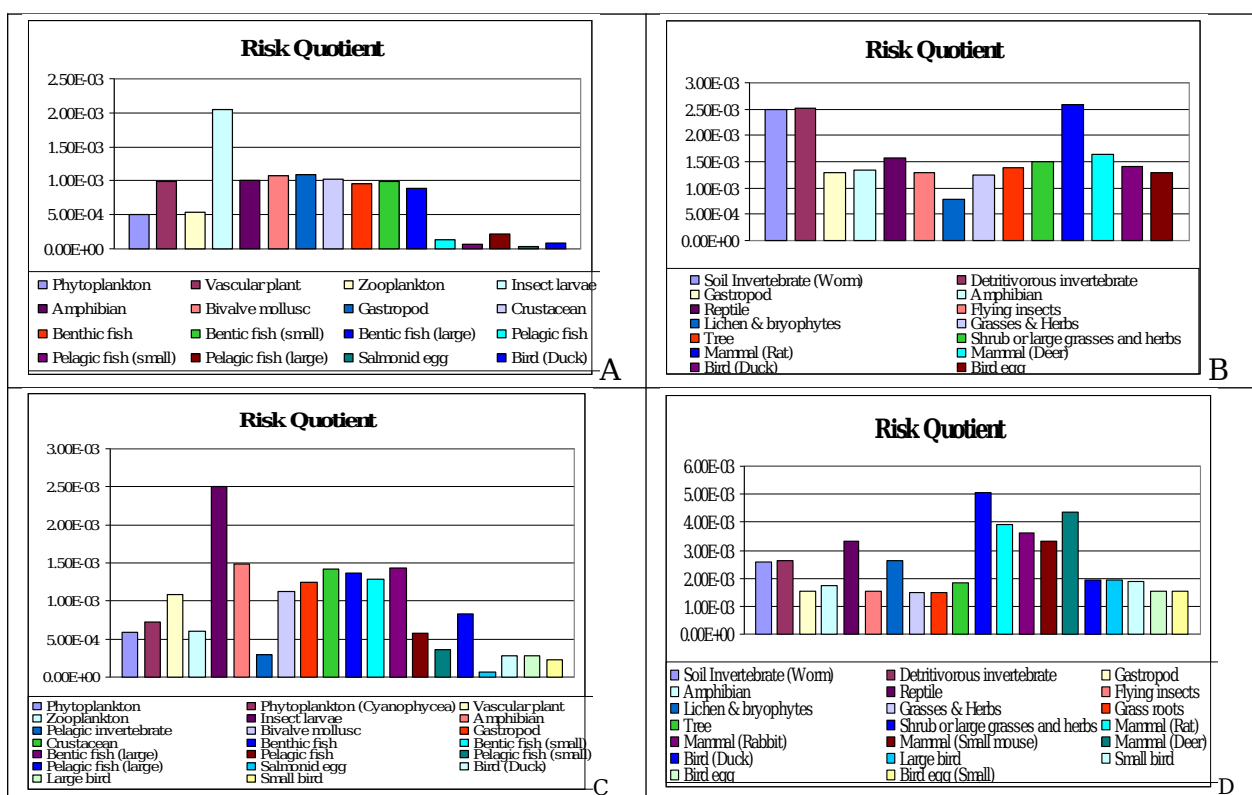 Risk Quotient
2.50E-03
2.00E-03
1.50E-03
1.00E-03
5.00E-04
0.00E+00
Phytoplankton Vascular plant Zooplankton Insect larvae
Amphibian Bivalve mollusc Gastropod Crustacean
Benthic fish Bentic fish (small) Bentic fish (large) Pelagic fish
Pelagic fish (small) Pelagic fish (large) Salmonid egg Bird (Duck)
A
Risk Quotient
3.00E-03
2.50E-03
2.00E-03
1.50E-03
1.00E-03
5.00E-04
0.00E+00
Soil Invertebrate (Worm) Detritivorous invertebrate
Gastropod Amphibian
Reptile Flying insects
Lichen & bryophytes Grasses & Herbs
Tree Shrub or large grasses and herbs
Mammal (Rat) Mammal (Deer)
Bird (Duck) Bird egg
B
Risk Quotient
3.00E-03
2.50E-03
2.00E-03
1.50E-03
1.00E-03
5.00E-04
0.00E+00
Phytoplankton Phytoplankton (Cyanophycea) Vascular plant
Zooplankton Insect larvae Amphibian
Pelagic invertebrate Bivalve mollusc Gastropod
Crustacean Benthic fish Bentic fish (small)
Bentic fish (large) Pelagic fish Pelagic fish (small)
Pelagic fish (large) Salmonid egg Bird (Duck)
Large bird Small bird
C
Risk Quotient
6.00E-03
5.00E-03
4.00E-03
3.00E-03
2.00E-03
1.00E-03
0.00E+00
Soil Invertebrate (Worm) Detritivorous invertebrate Gastropod
Amphibian Reptile Flying insects
Lichen & bryophytes Grasses & Herbs Grass roots
Tree Shrub or large grasses and herbs Mammal (Rat)
Mammal (Rabbit) Mammal (Small mouse) Mammal (Deer)
Bird (Duck) Large bird Small bird
Bird egg Bird egg (Small)
D